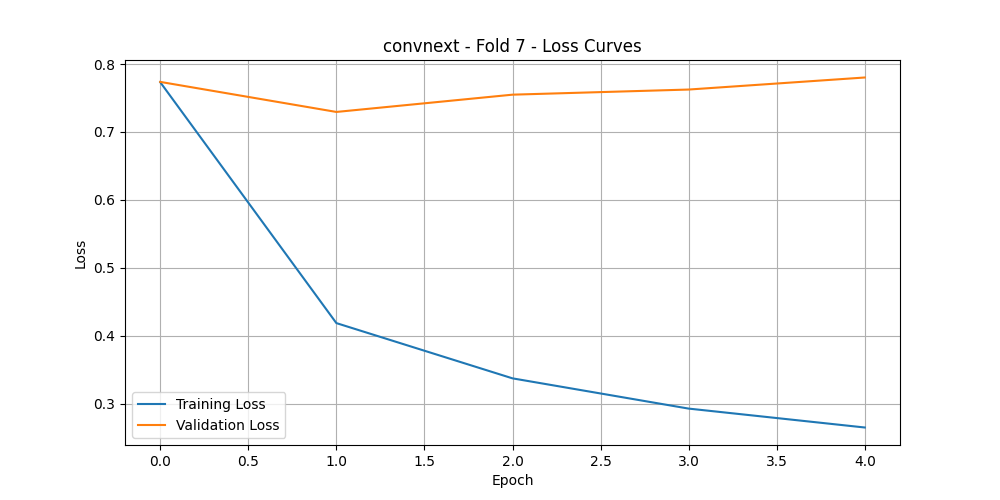 convnext - Fold 7 - Loss Curves
0.8
0.7
0.6
0.5
0.4
0.3
Loss
Training Loss
Validation Loss
0.0 0.5 1.0 1.5 2.0 2.5 3.0 3.5 4.0
Epoch